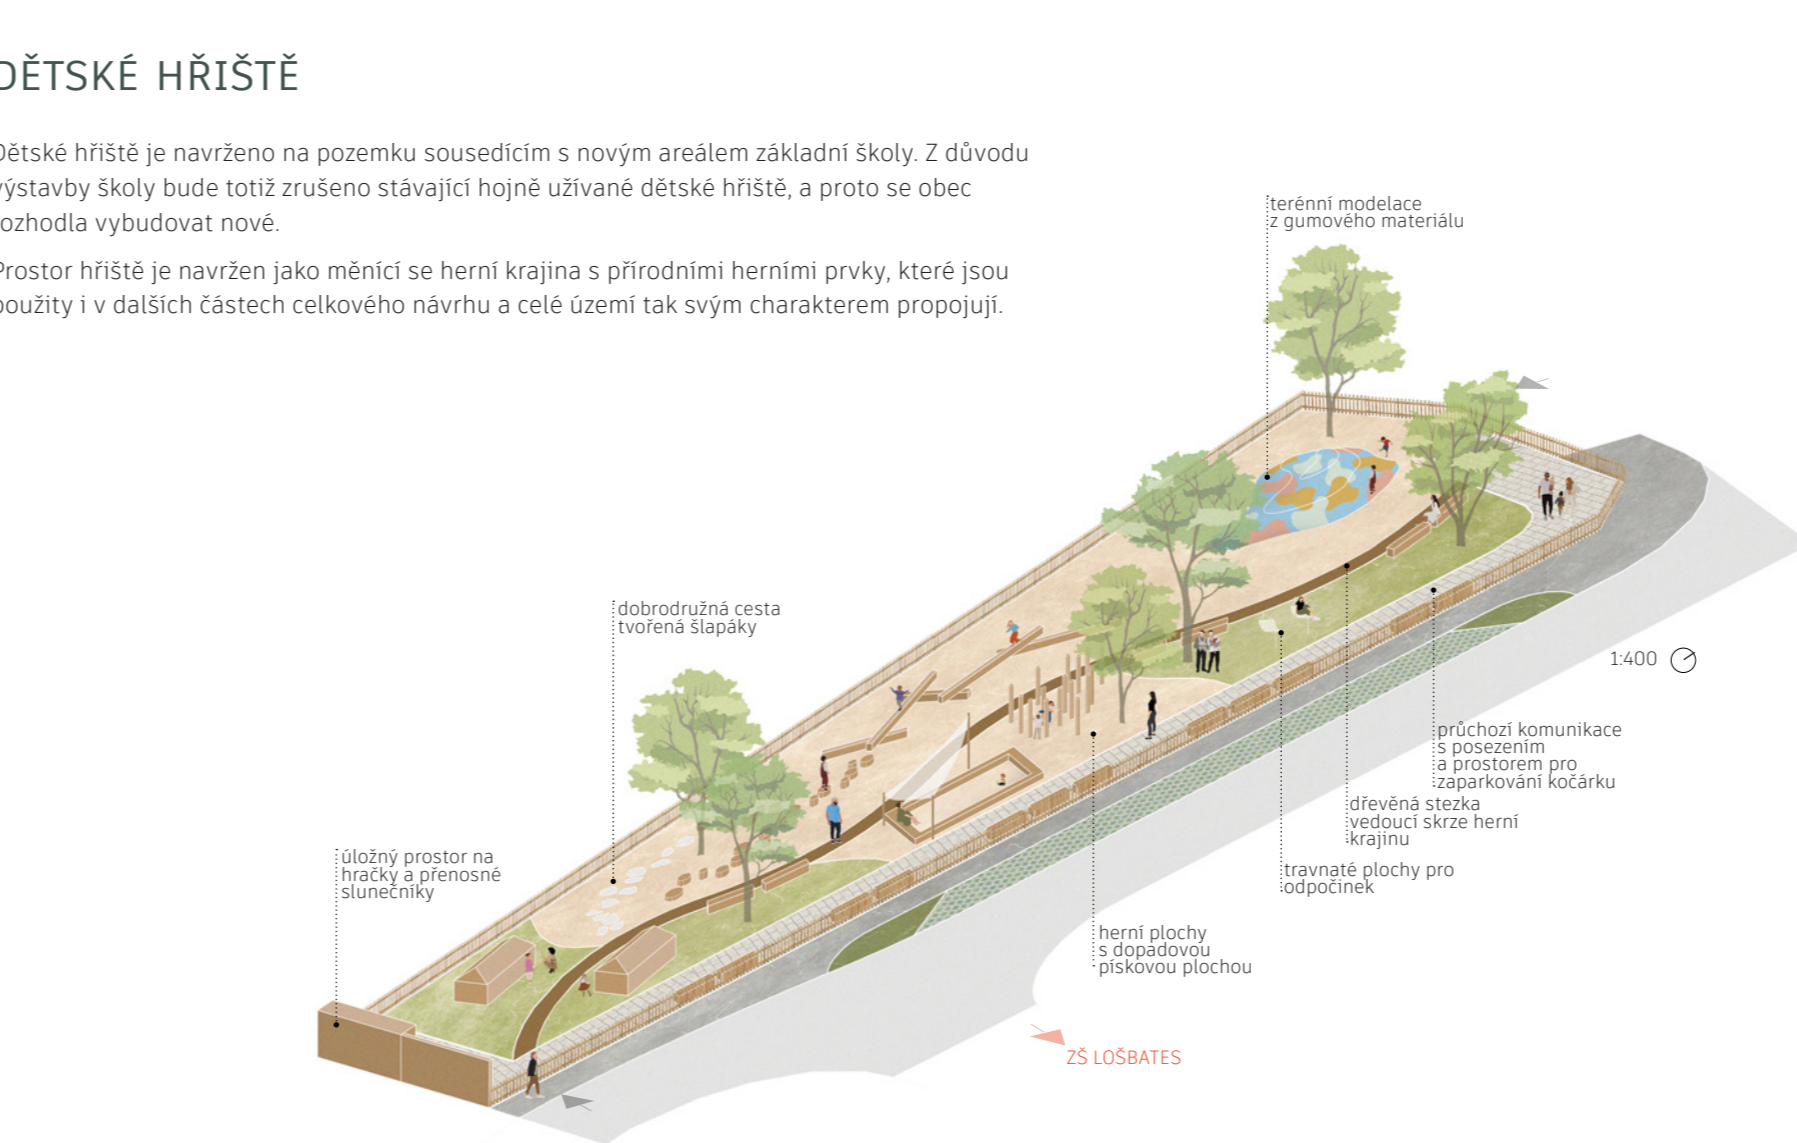 DĚTSKÉ HŘIŠTĚ
Dětské hřiště je navrženo na pozemku sousedícím s novým areálem základní školy. Z důvodu
výstavby školy bude totiž zrušeno stávající hojně užívané dětské hřiště, a proto se obec
rozhodla vybudovat nové.
Prostor hřiště je navržen jako měnící se herní krajina s přírodními herními prvky, které jsou
použity i v dalších částech celkového návrhu a celé území tak svým charakterem propojují.
terénní modelace
z gumového materiálu
dobrodružná cesta
tvořená šlapáky
1:400
průchozí komunikace
s posezením
a prostorem pro
zaparkování kočárku
dřevěná stezka
vedoucí skrze herní
krajinu
úložný prostor na
hračky a přenosné
slunečníky
travnaté plochy pro
odpočinek
herní plochy
s dopadovou
pískovou plochou
ZŠ LOŠBATES